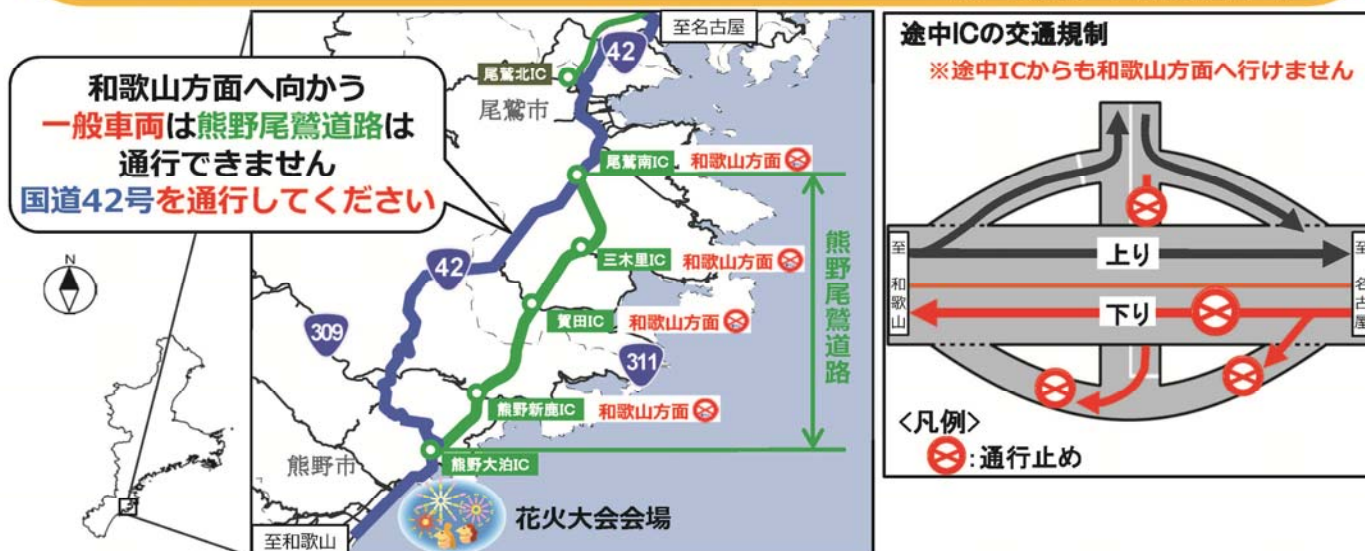 和歌山方面へ向かう
一般車両は熊野尾鷲道路は
通行できません
国道42号を通行してください
N
至名古屋
42
尾鷲北IC
尾鷲市
尾鷲南IC 和歌山方面
三木里IC 和歌山方面
42
賀田IC 和歌山方面
309
311
熊野新鹿IC 和歌山方面
熊野大泊IC
熊野市
熊野尾鷲道路
花火大会会場
至和歌山
途中ICの交通規制
※途中ICからも和歌山方面へ行けません
至和歌山
上り
下り
至名古屋
<凡例>
:通行止め